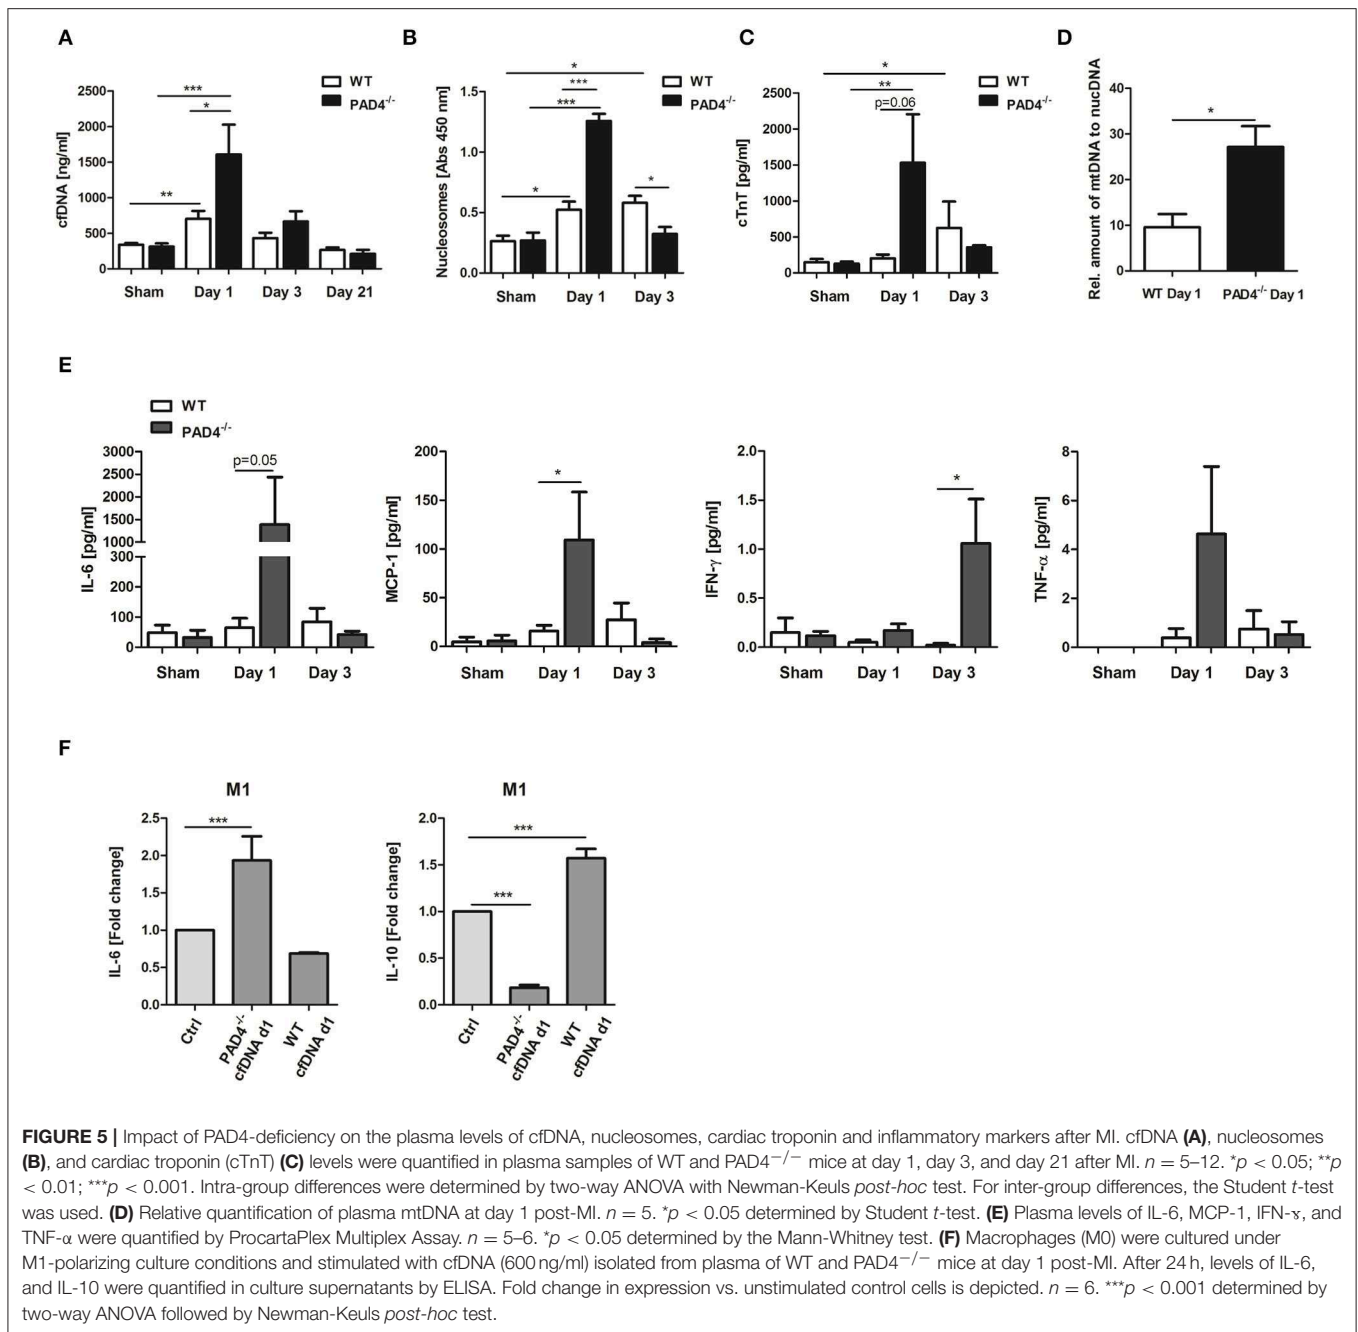 A
WT
PAD4-/-
***
*
**
cfDNA [ng/ml]
2500
2000
1500
1000
500
0
Sham Day 1 Day 3 Day 21
B
WT
PAD4-/-
*
***
***
*
*
Nucleosomes [Abs 450 nm]
1.5
1.0
0.5
0.0
Sham Day 1 Day 3
C
WT
PAD4-/-
*
**
p=0.06
cTnT [pg/ml]
2500
2000
1500
1000
500
0
Sham Day 1 Day 3
D
*
Rel. amount of mtDNA to nucDNA
40
30
20
10
0
WT Day 1 PAD4-/- Day 1
E
WT
PAD4-/-
p=0.05
IL-6 [pg/ml]
3000
2500
2000
1500
1000
300
200
100
0
Sham Day 1 Day 3
*
MCP-1 [pg/ml]
200
150
100
50
0
Sham Day 1 Day 3
*
IFN-γ [pg/ml]
2.0
1.5
1.0
0.5
0.0
Sham Day 1 Day 3
TNF-α [pg/ml]
8
6
4
2
0
Sham Day 1 Day 3
F
M1
***
IL-6 [Fold change]
2.5
2.0
1.5
1.0
0.5
0.0
Ctrl
PAD4-/-
cfDNA d1
WT
cfDNA d1
M1
***
***
IL-10 [Fold change]
2.0
1.5
1.0
0.5
0.0
Ctrl
PAD4-/-
cfDNA d1
WT
cfDNA d1
FIGURE 5 | Impact of PAD4-deficiency on the plasma levels of cfDNA, nucleosomes, cardiac troponin and inflammatory markers after MI. cfDNA (A), nucleosomes
(B), and cardiac troponin (cTnT) (C) levels were quantified in plasma samples of WT and PAD4−/− mice at day 1, day 3, and day 21 after MI. n = 5–12. *p < 0.05; **p
< 0.01; ***p < 0.001. Intra-group differences were determined by two-way ANOVA with Newman-Keuls post-hoc test. For inter-group differences, the Student t-test
was used. (D) Relative quantification of plasma mtDNA at day 1 post-MI. n = 5. *p < 0.05 determined by Student t-test. (E) Plasma levels of IL-6, MCP-1, IFN-ɤ, and
TNF-α were quantified by ProcartaPlex Multiplex Assay. n = 5–6. *p < 0.05 determined by the Mann-Whitney test. (F) Macrophages (M0) were cultured under
M1-polarizing culture conditions and stimulated with cfDNA (600 ng/ml) isolated from plasma of WT and PAD4−/− mice at day 1 post-MI. After 24 h, levels of IL-6,
and IL-10 were quantified in culture supernatants by ELISA. Fold change in expression vs. unstimulated control cells is depicted. n = 6. ***p < 0.001 determined by
two-way ANOVA followed by Newman-Keuls post-hoc test.